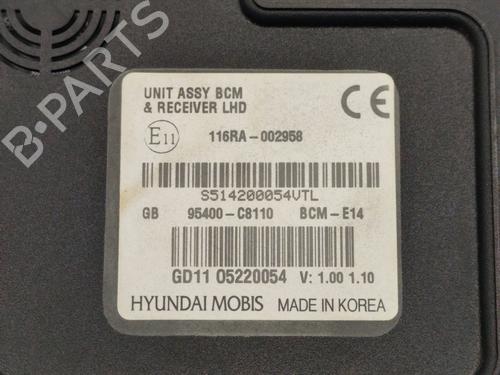 B-PARTS
UNIT ASSY BCM
& RECEIVER LHD
CE
E11
116RA-002958
S514200054VTL
GB 95400-C8110 BCM-E14
GD11 05220054 V: 1.00 1.10
HYUNDAI MOBIS MADE IN KOREA